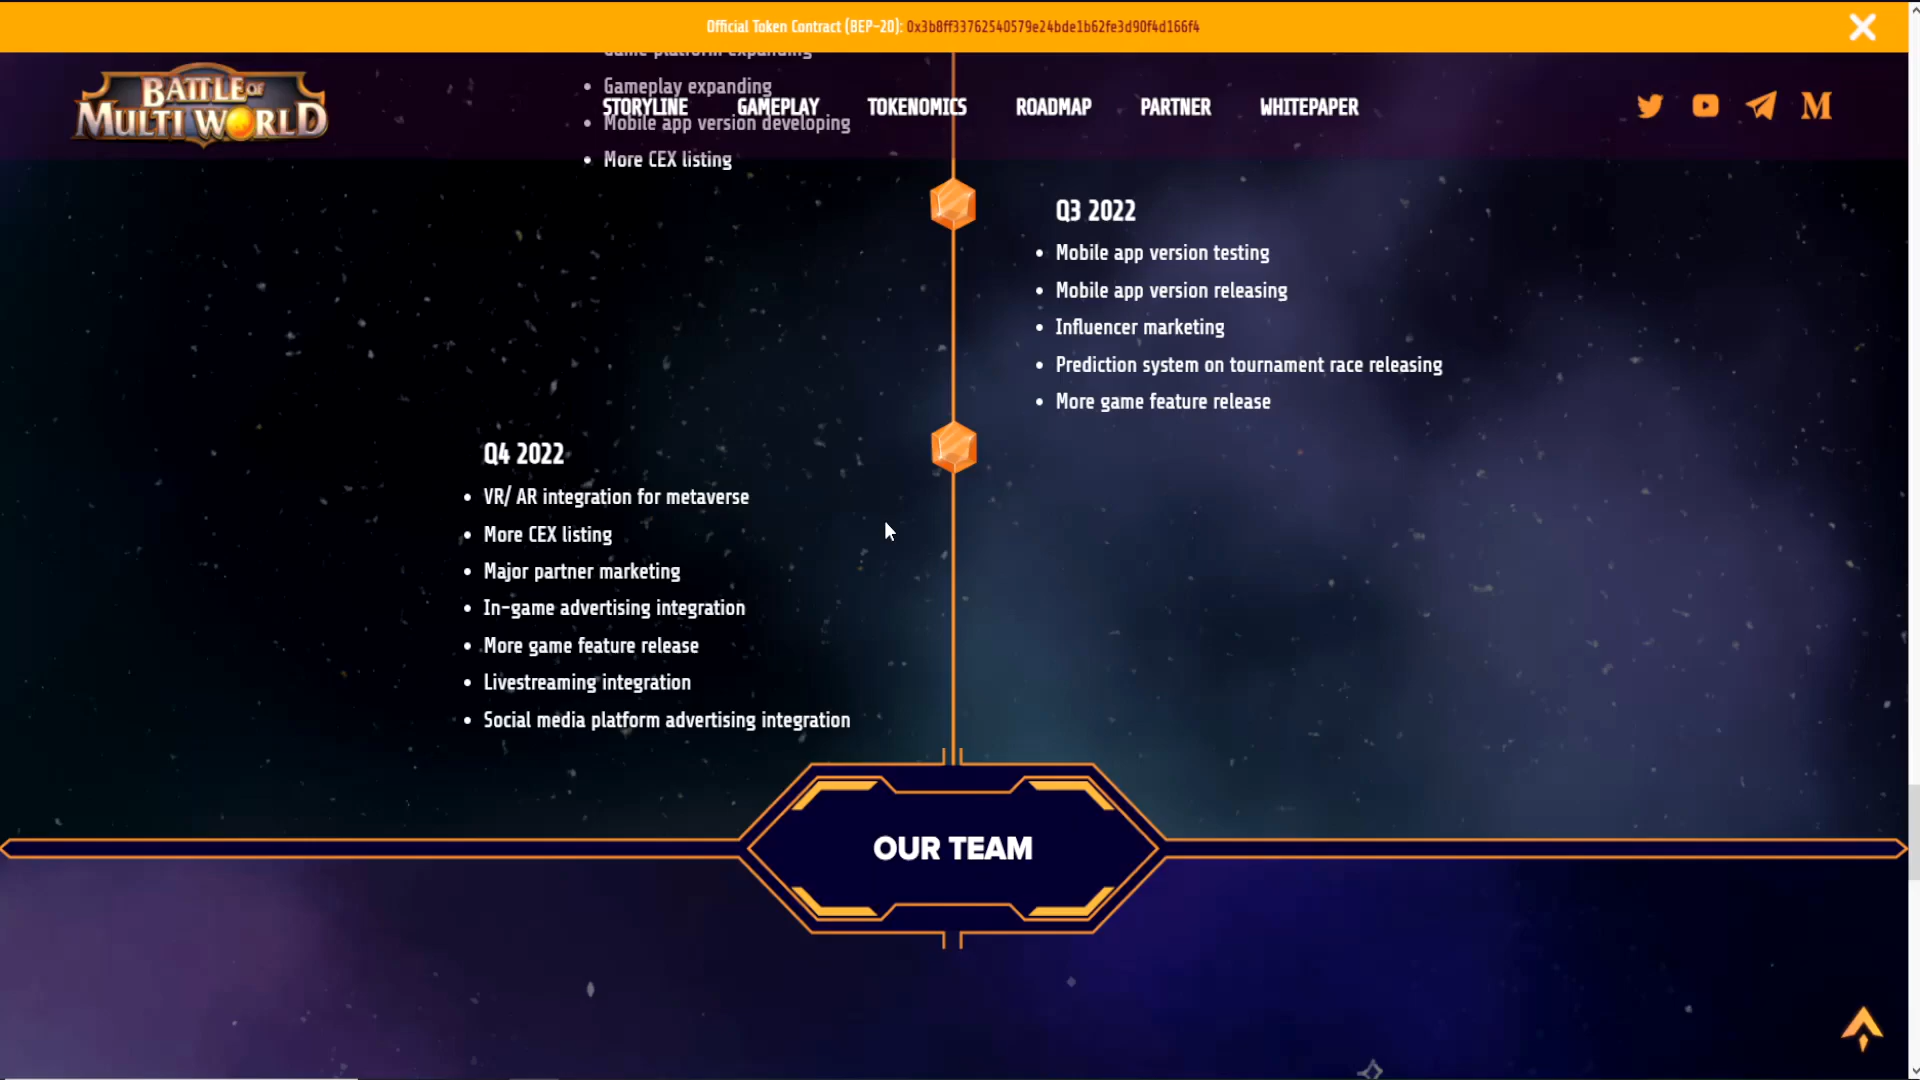 Official Token Contract (BEP-20): 0x3b8ff33762540579e24bde1b62fe3d90f4d166f4
Game platform expanding
BATTLE OF
MULTI WORLD
• Gameplay expanding
STORYLINE GAMEPLAY TOKENOMICS ROADMAP PARTNER WHITEPAPER
• Mobile app version developing
• More CEX listing
Q3 2022
• Mobile app version testing
• Mobile app version releasing
• Influencer marketing
• Prediction system on tournament race releasing
• More game feature release
Q4 2022
• VR/ AR integration for metaverse
• More CEX listing
• Major partner marketing
• In-game advertising integration
• More game feature release
• Livestreaming integration
• Social media platform advertising integration
OUR TEAM